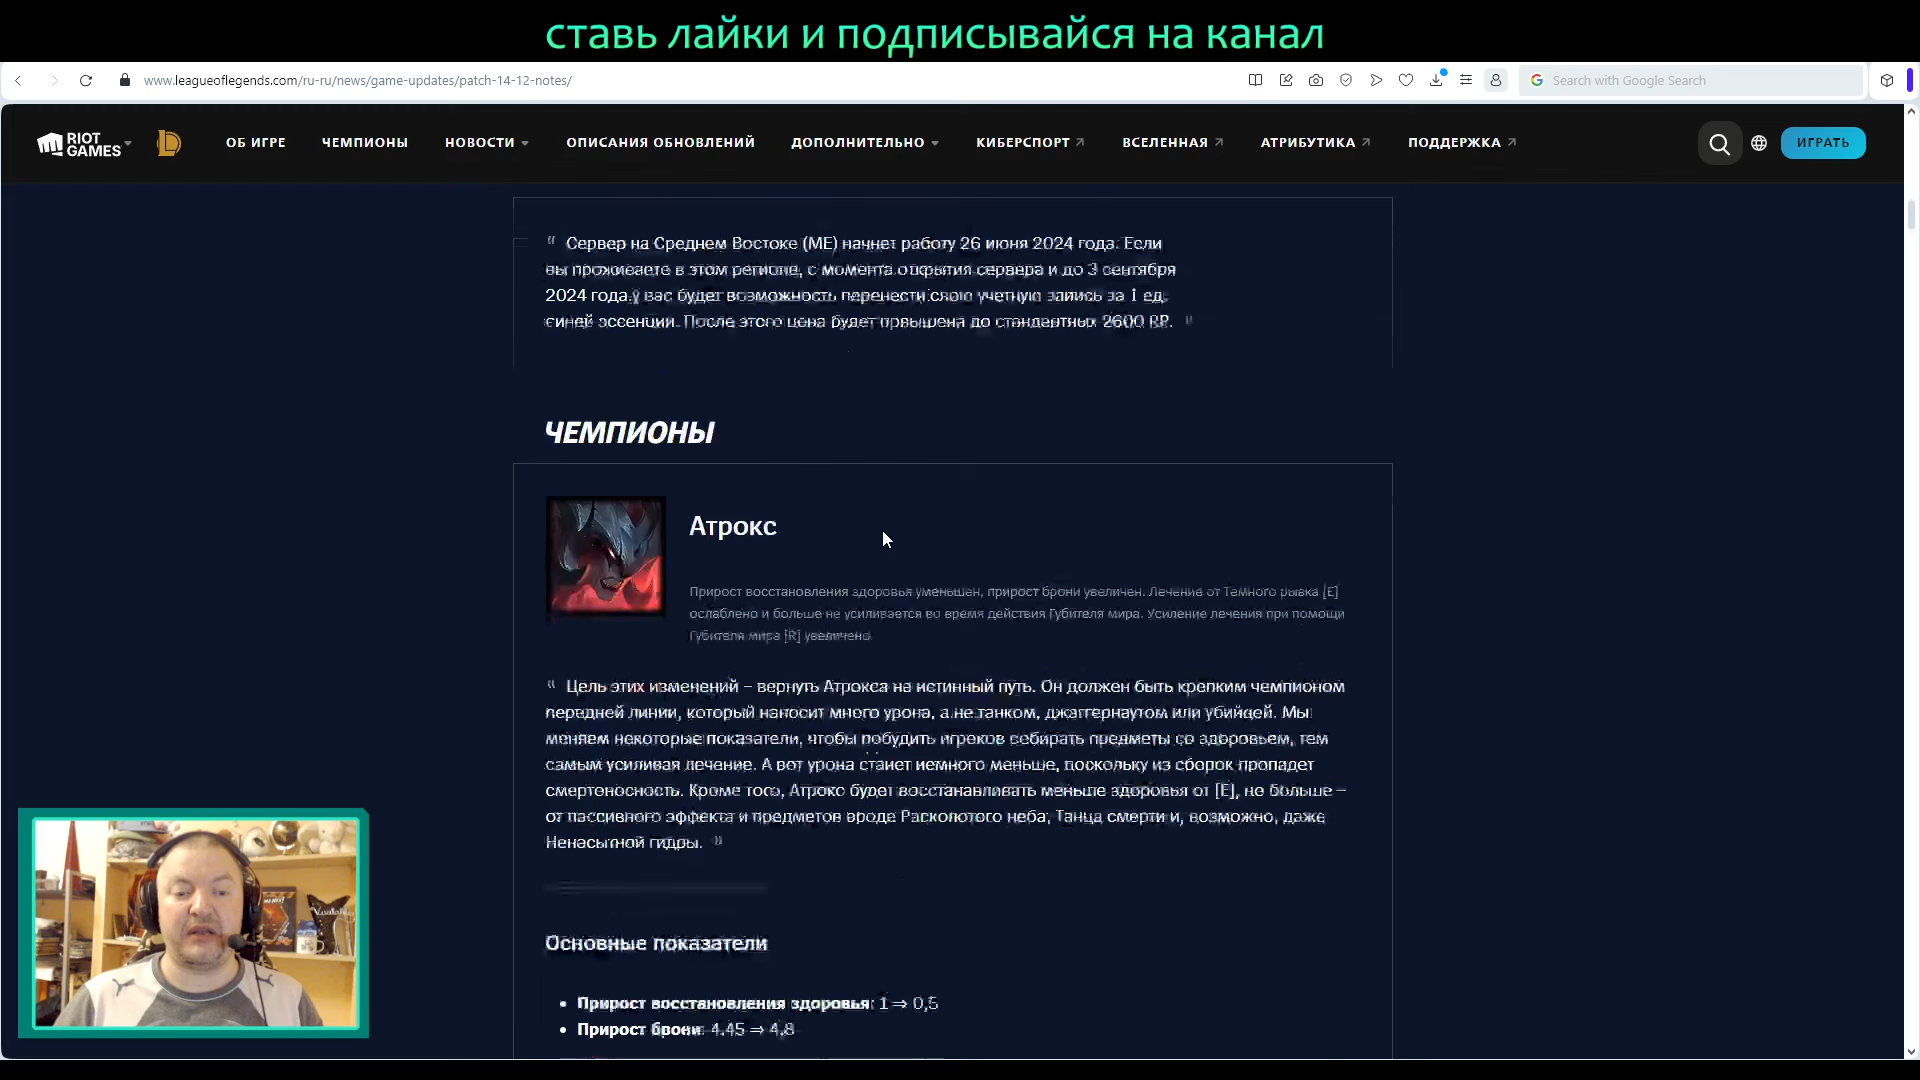 ставь лайки и подписывайся на канал
www.leagueoflegends.com/ru-ru/news/game-updates/patch-14-12-notes/
Search with Google Search
RIOT GAMES
ОБ ИГРЕ
ЧЕМПИОНЫ
НОВОСТИ
ОПИСАНИЯ ОБНОВЛЕНИЙ
ДОПОЛНИТЕЛЬНО
КИБЕРСПОРТ
ВСЕЛЕННАЯ
АТРИБУТИКА
ПОДДЕРЖКА
ИГРАТЬ
“ Сервер на Среднем Востоке (ME) начнет работу 26 июня 2024 года. Если
вы проживаете в этом регионе, с момента открытия сервера и до 3 сентября
2024 года у вас будет возможность перенести свою учетную запись за 1 ед.
синей эссенции. После этого цена будет повышена до стандартных 2600 RP. ”
ЧЕМПИОНЫ
Атрокс
Прирост восстановления здоровья уменьшен, прирост брони увеличен. Лечение от Темного рывка [E]
ослаблено и больше не усиливается во время действия Губителя мира. Усиление лечения при помощи
Губителя мира [R] увеличено.
“ Цель этих изменений – вернуть Атрокса на истинный путь. Он должен быть крепким чемпионом
передней линии, который наносит много урона, а не танком, джаггернаутом или убийцей. Мы
меняем некоторые показатели, чтобы побудить игроков собирать предметы со здоровьем, тем
самым усиливая лечение. А вот урона станет немного меньше, поскольку из сборок пропадет
смертоносность. Кроме того, Атрокс будет восстанавливать меньше здоровья от [E], но больше –
от пассивного эффекта и предметов вроде Расколотого неба, Танца смерти и, возможно, даже
Ненасытной гидры. ”
Основные показатели
• Прирост восстановления здоровья: 1 ⇒ 0,5
• Прирост брони: 4,45 ⇒ 4,8